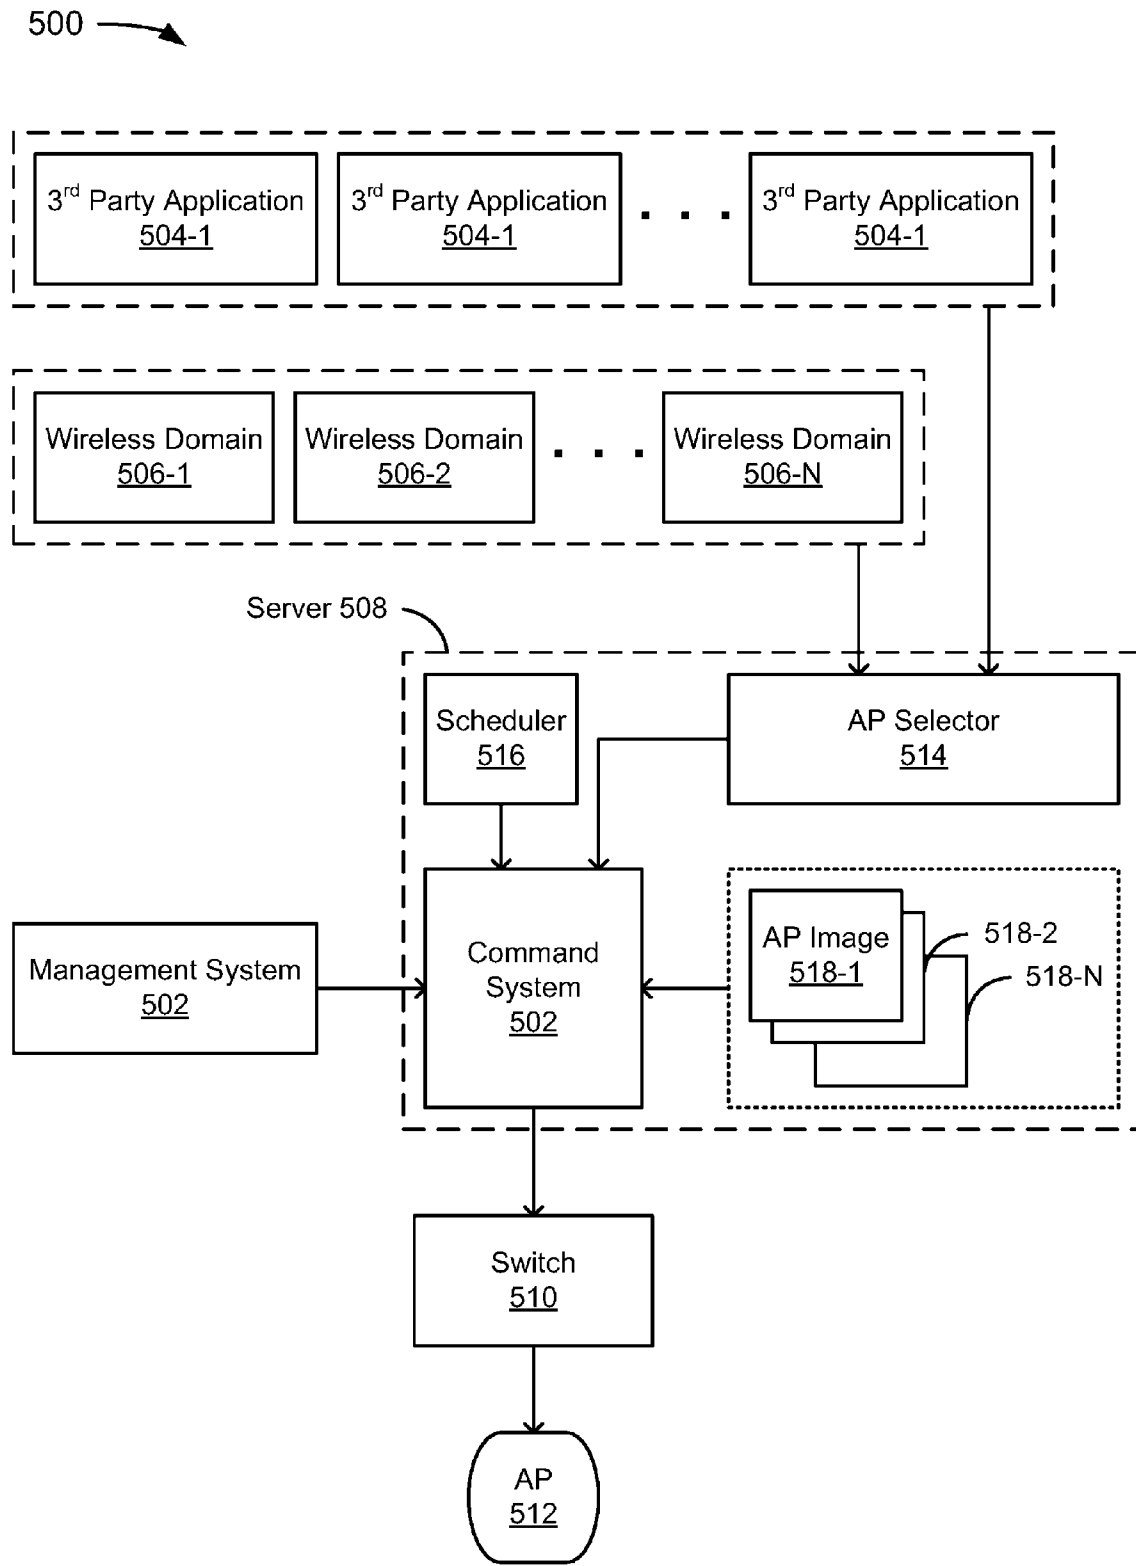 500
3rd Party Application
504-1
3rd Party Application
504-1
. . .
3rd Party Application
504-1
Wireless Domain
506-1
Wireless Domain
506-2
. . .
Wireless Domain
506-N
Server 508
Scheduler
516
AP Selector
514
Management System
502
Command
System
502
AP Image
518-1
518-2
518-N
Switch
510
AP
512